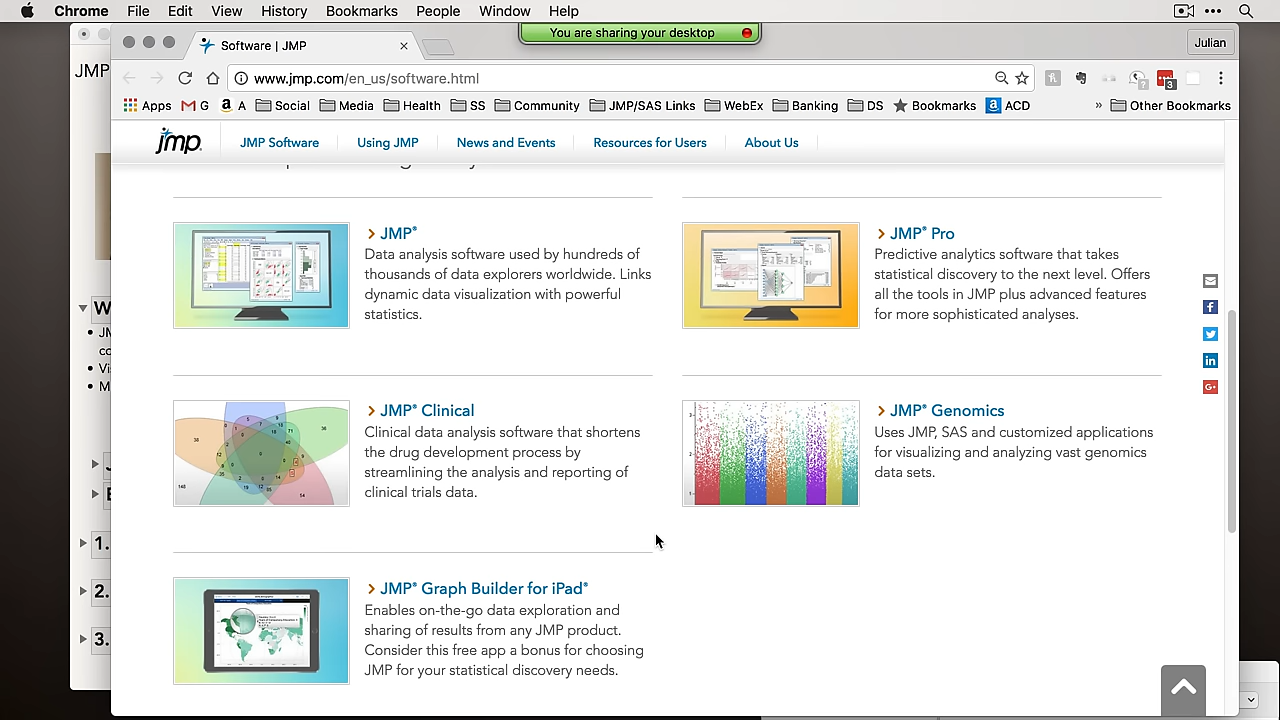 Chrome File Edit View History Bookmarks People Window Help
You are sharing your desktop
Software | JMP
Julian
www.jmp.com/en_us/software.html
3
Apps G A Social Media Health SS Community JMP/SAS Links WebEx Banking DS Bookmarks ACD » Other Bookmarks
JMP
jmp
JMP Software Using JMP News and Events Resources for Users About Us
JMP®
Data analysis software used by hundreds of
thousands of data explorers worldwide. Links
dynamic data visualization with powerful
statistics.
JMP® Pro
Predictive analytics software that takes
statistical discovery to the next level. Offers
all the tools in JMP plus advanced features
for more sophisticated analyses.
JMP® Clinical
Clinical data analysis software that shortens
the drug development process by
streamlining the analysis and reporting of
clinical trials data.
JMP® Genomics
Uses JMP, SAS and customized applications
for visualizing and analyzing vast genomics
data sets.
JMP® Graph Builder for iPad®
Enables on-the-go data exploration and
sharing of results from any JMP product.
Consider this free app a bonus for choosing
JMP for your statistical discovery needs.
1.
2.
3.